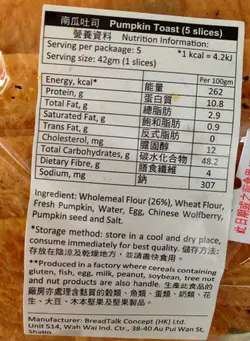 南瓜吐司 Pumpkin Toast (5 slices)
營養資料 Nutrition Information:
Serving per packaage: 5 *1 kcal = 4.2kJ
Serving size: 42gm (1 slices)
Per 100gm
Energy, kcal* 能量 262
Protein, g 蛋白質 10.8
Total Fat, g 總脂肪 2.9
Saturated Fat, g 飽和脂肪 0.9
Trans Fat, g 反式脂肪 0
Cholesterol, mg 膽固醇 12
Total Carbohydrates, g 碳水化合物 48.2
Dietary Fibre, g 膳食纖維 4
Sodium, mg 鈉 307
Ingredient: Wholemeal Flour (26%), Wheat Flour,
Fresh Pumpkin, Water, Egg, Chinese Wolfberry,
Pumpkin seed and Salt.
*Storage method: store in a cool and dry place,
consume immediately for best quality. 儲存方法:
存放在陰涼及乾燥地方，並請盡快食用。
**Produced in a factory where cereals containing
gluten, fish, egg, milk, peanut, soybean, tree nut
and nut products are also handled. 生產此食品的
廠房亦處理含麩質的穀類、魚類、蛋類、奶類、花
生、大豆、木本堅果及堅果製品。
Manufacturer: BreadTalk Concept (HK) Ltd.
Unit 514, Wah Wai Ind. Ctr., 38-40 Au Pui Wan St,
Shatin
此日期前